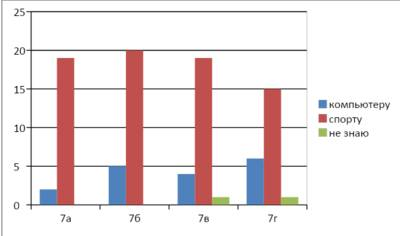 25
20
15
10
5
0
7а
7б
7в
7г
компьютеру
спорту
не знаю